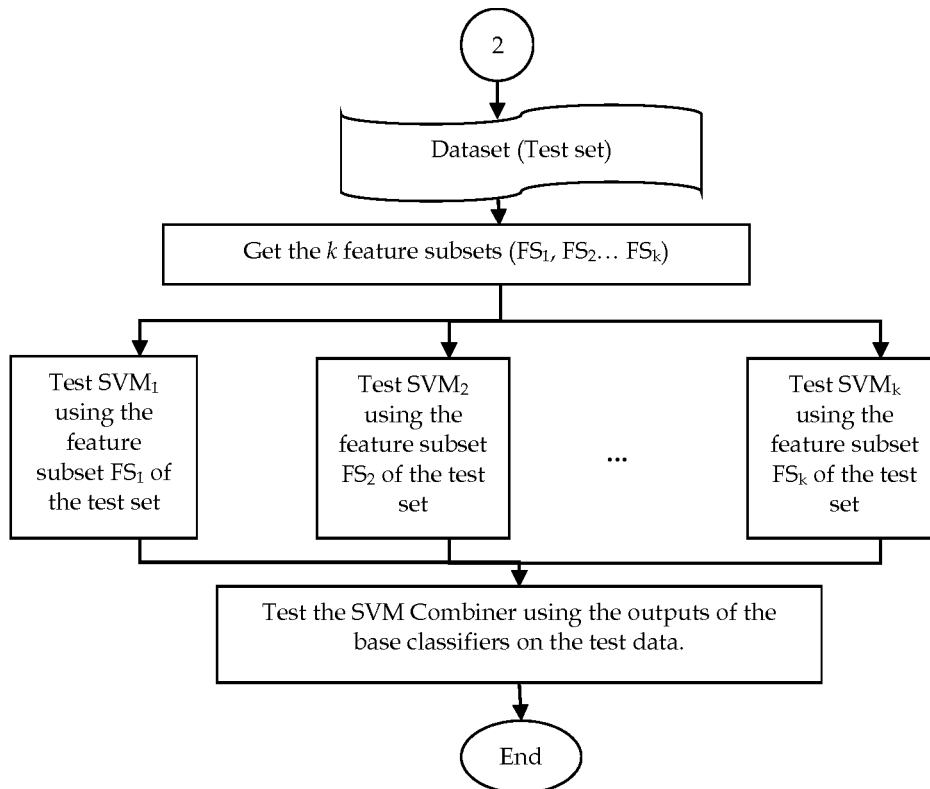 2
Dataset (Test set)
Get the k feature subsets (FS₁, FS₂… FSₖ)
Test SVM₁
using the
feature
subset FS₁ of
the test set
Test SVM₂
using the
feature subset
FS₂ of the test
set
...
Test SVMₖ
using the
feature subset
FSₖ of the test
set
Test the SVM Combiner using the outputs of the
base classifiers on the test data.
End